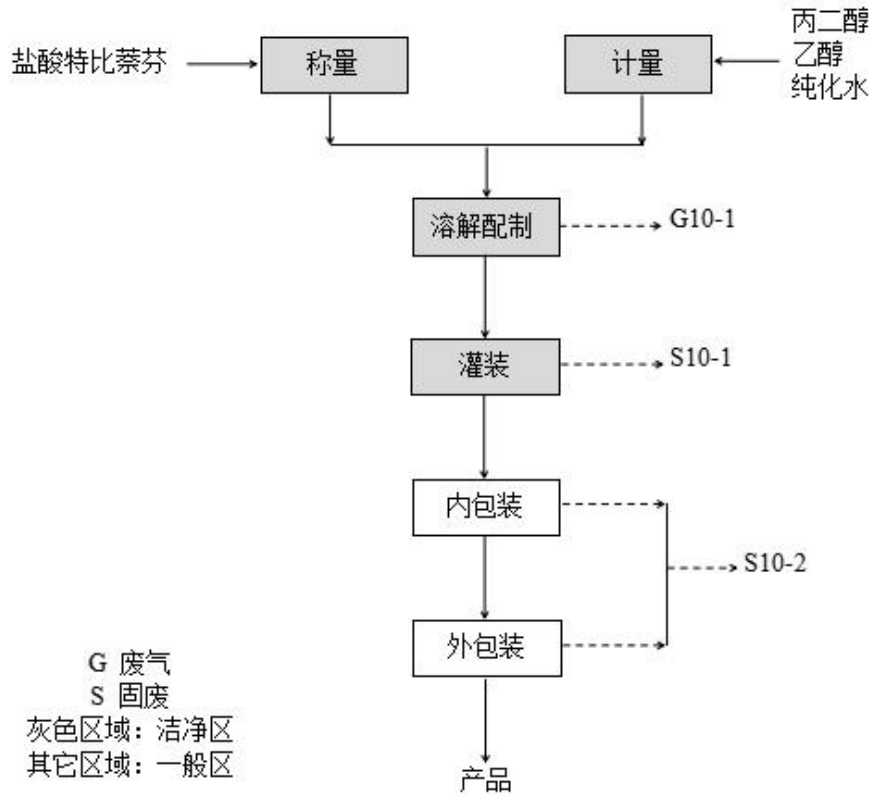 盐酸特比萘芬
称量
计量
丙二醇
乙醇
纯化水
溶解配制
G10-1
灌装
S10-1
内包装
S10-2
外包装
G 废气
S 固废
灰色区域：洁净区
其它区域：一般区
产品